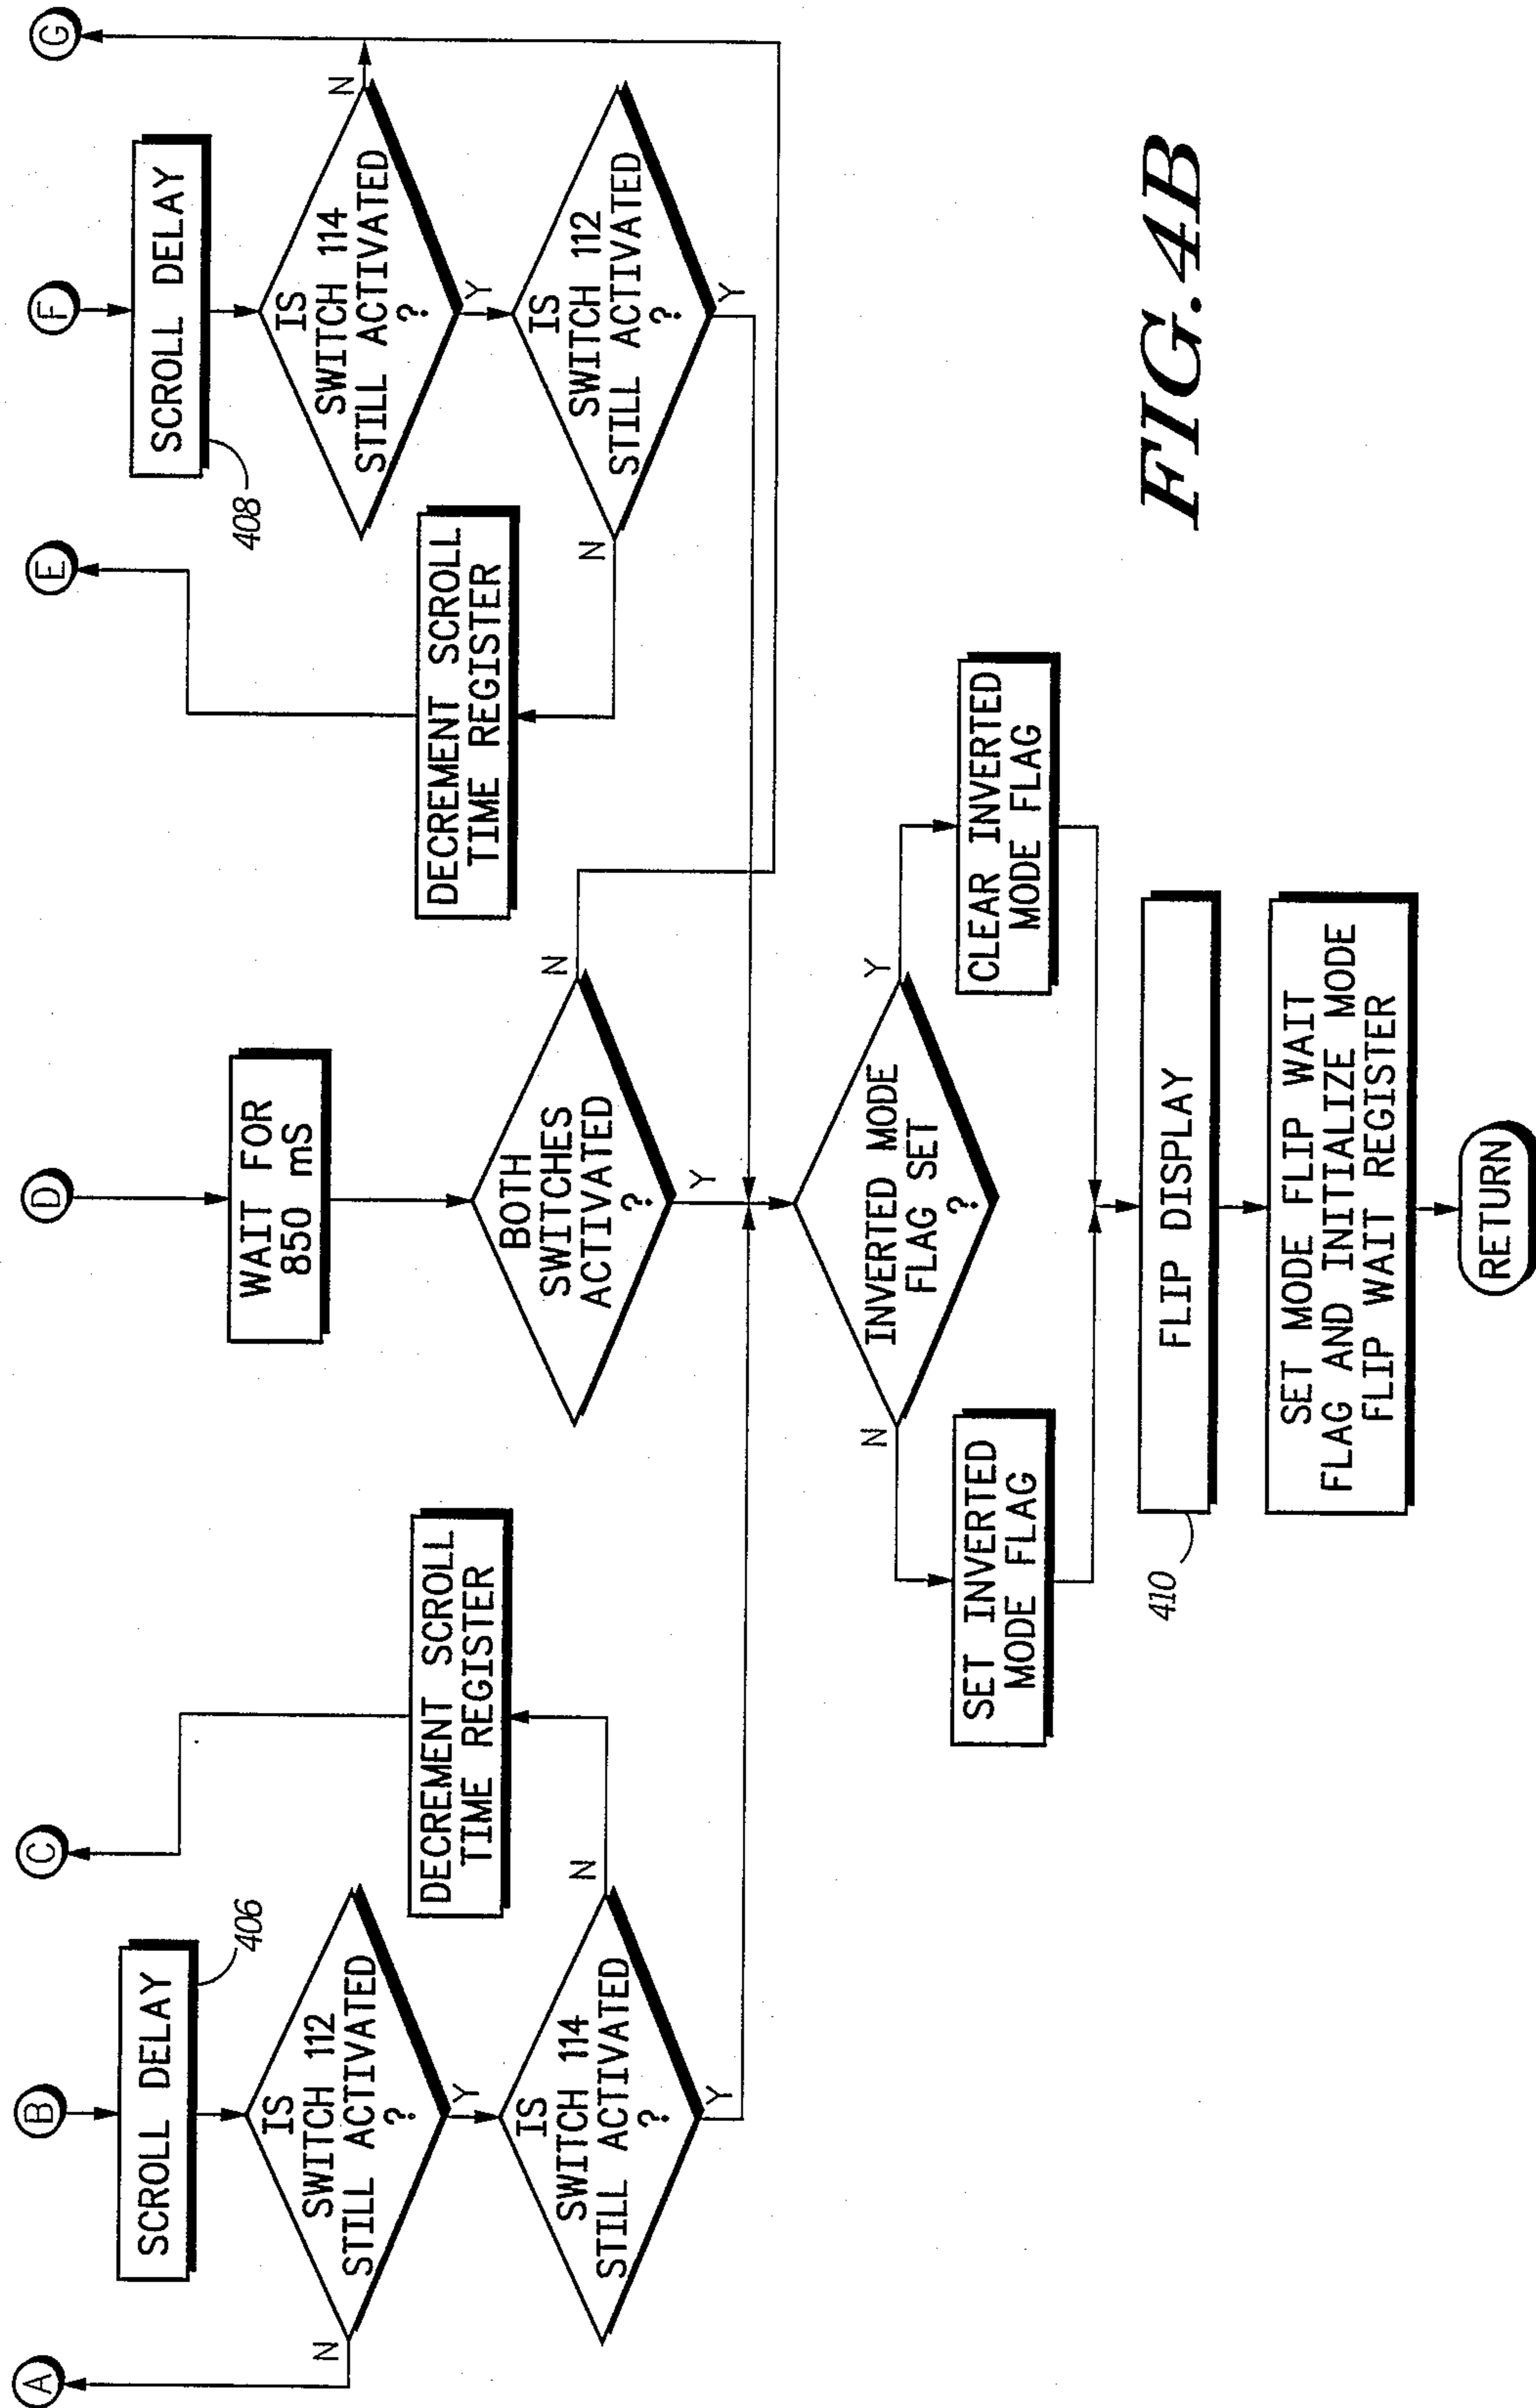 A
B
C
D
E
F
G
SCROLL DELAY
406
IS
SWITCH 112
STILL ACTIVATED
?
N
Y
IS
SWITCH 114
STILL ACTIVATED
?
N
Y
DECREMENT SCROLL
TIME REGISTER
WAIT FOR
850 mS
BOTH
SWITCHES
ACTIVATED
?
N
Y
DECREMENT SCROLL
TIME REGISTER
SCROLL DELAY
408
IS
SWITCH 114
STILL ACTIVATED
?
N
Y
IS
SWITCH 112
STILL ACTIVATED
?
N
Y
INVERTED MODE
FLAG SET
?
N
Y
SET INVERTED
MODE FLAG
CLEAR INVERTED
MODE FLAG
FLIP DISPLAY
410
SET MODE FLIP WAIT
FLAG AND INITIALIZE MODE
FLIP WAIT REGISTER
RETURN
FIG.4B